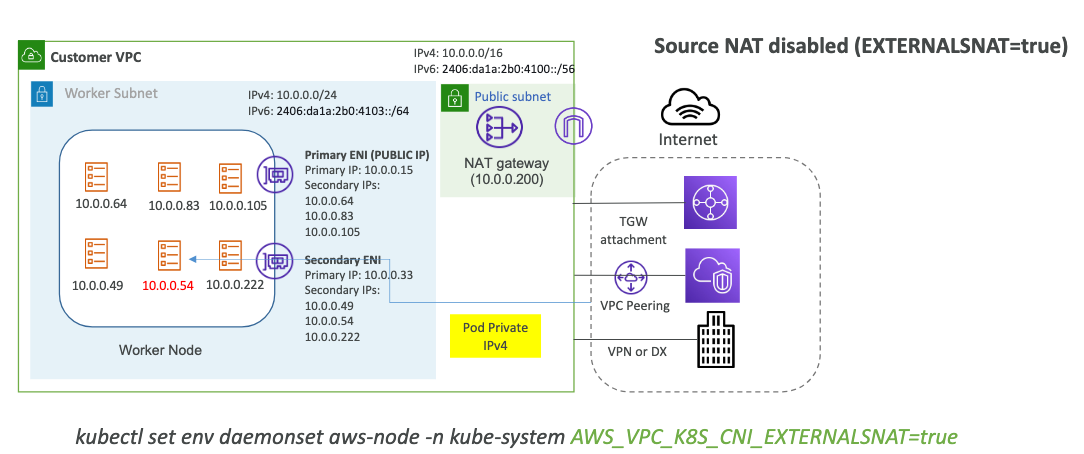 Source NAT disabled (EXTERNALSNAT=true)
Customer VPC
IPv4: 10.0.0.0/16
IPv6: 2406:da1a:2b0:4100::/56
Worker Subnet
IPv4: 10.0.0.0/24
IPv6: 2406:da1a:2b0:4103::/64
Public subnet
NAT gateway
(10.0.0.200)
Internet
10.0.0.64
10.0.0.83
10.0.0.105
Primary ENI (PUBLIC IP)
Primary IP: 10.0.0.15
Secondary IPs:
10.0.0.64
10.0.0.83
10.0.0.105
10.0.0.49
10.0.0.54
10.0.0.222
Secondary ENI
Primary IP: 10.0.0.33
Secondary IPs:
10.0.0.49
10.0.0.54
10.0.0.222
Worker Node
Pod Private
IPv4
TGW
attachment
VPC Peering
VPN or DX
kubectl set env daemonset aws-node -n kube-system AWS_VPC_K8S_CNI_EXTERNALSNAT=true